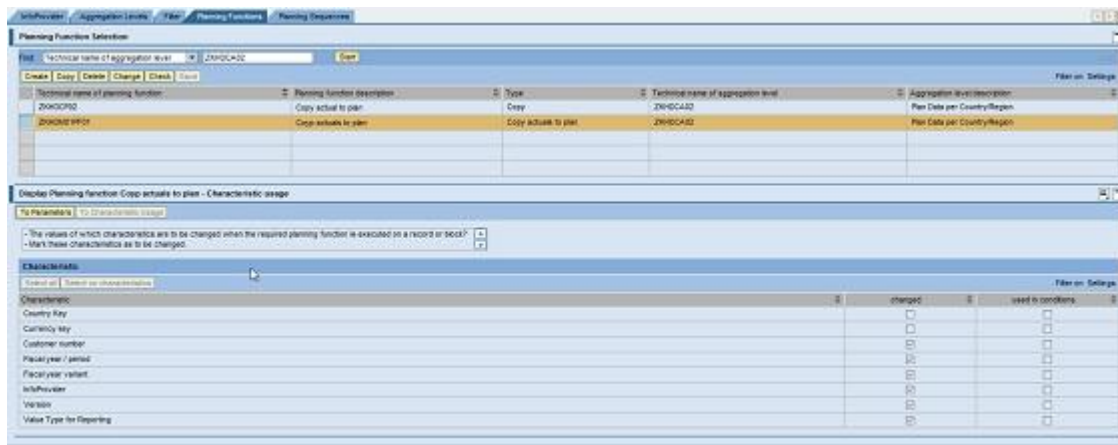 InfoProvider Aggregation Levels Filter Planning Functions Planning Sequences
Planning Function Selection
Find Technical name of aggregation level ZKH0CA02 Start
Create Copy Delete Change Check Save Filter on Settings
Technical name of planning function Planning function description Type Technical name of aggregation level Aggregation level description
Copy actual to plan Copy ZKH0CA02 Plan Data per Country/Region
Copy actuals to plan Copy actuals to plan ZKH0CA02 Plan Data per Country/Region
Display Planning function Copp actuals to plan - Characteristic usage
To Parameters To Characteristic Usage
- The values of which characteristics are to be changed when the required planning function is executed on a record or block?
- Mark these characteristics as to be changed.
Characteristic
Select all Select no characteristics Filter on Settings
Characteristic changed used in conditions
Country Key
Currency key
Customer number
Fiscal year / period
Fiscal year variant
InfoProvider
Version
Value Type for Reporting